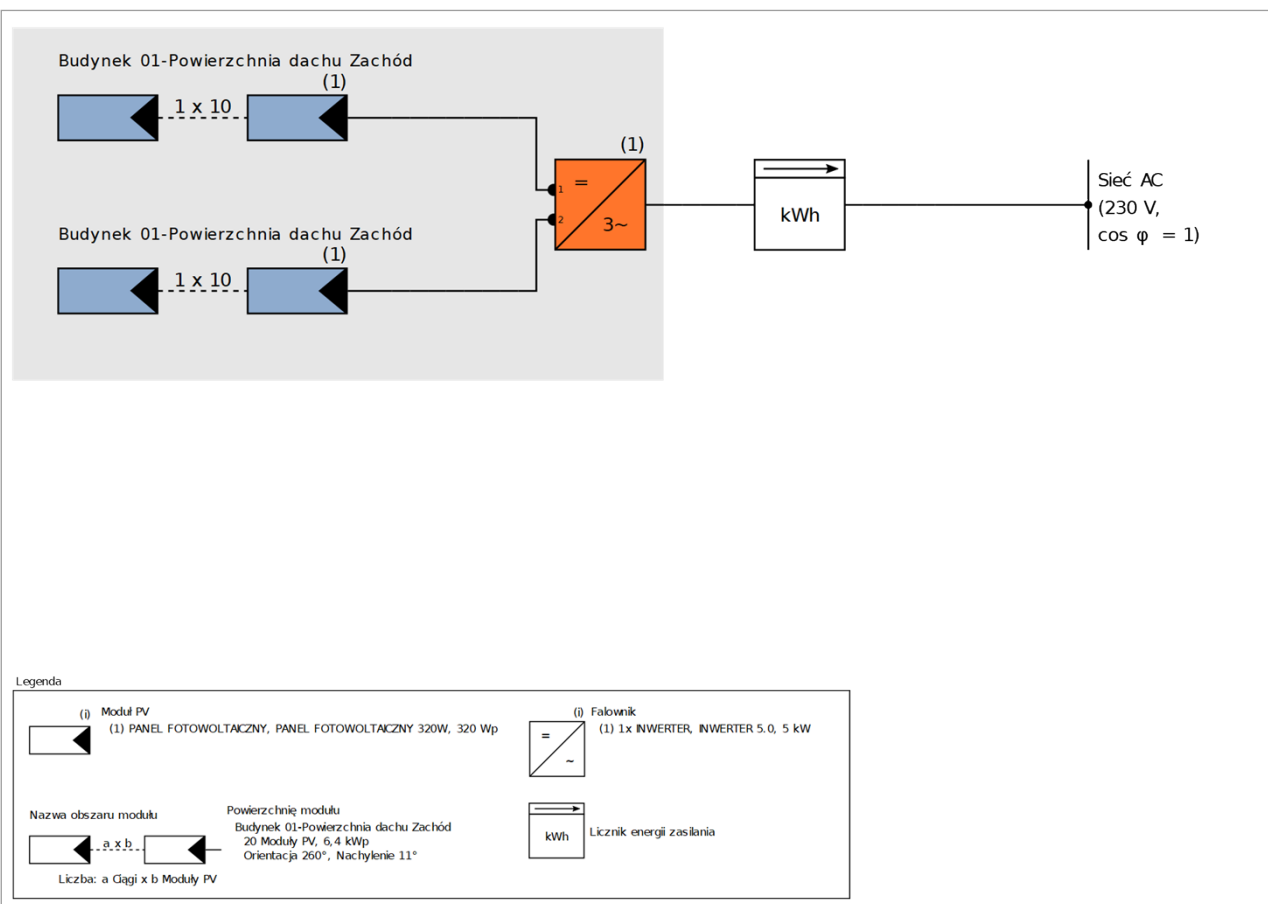 Budynek 01-Powierzchnia dachu Zachód
(1)
1 x 10
(1)
1
=
2
3~
kWh
Sieć AC
(230 V,
cos φ = 1)
Budynek 01-Powierzchnia dachu Zachód
(1)
1 x 10
Legenda
(i) Moduł PV
(1) PANEL FOTOWOLTAICZNY, PANEL FOTOWOLTAICZNY 320W, 320 Wp
(i) Falownik
(1) 1x INWERTER, INWERTER 5.0, 5 kW
=
~
Nazwa obszaru modułu
a x b
Liczba: a Ciągi x b Moduły PV
Powierzchnię modułu
Budynek 01-Powierzchnia dachu Zachód
20 Moduły PV, 6,4 kWp
Orientacja 260°, Nachylenie 11°
kWh
Licznik energii zasilania